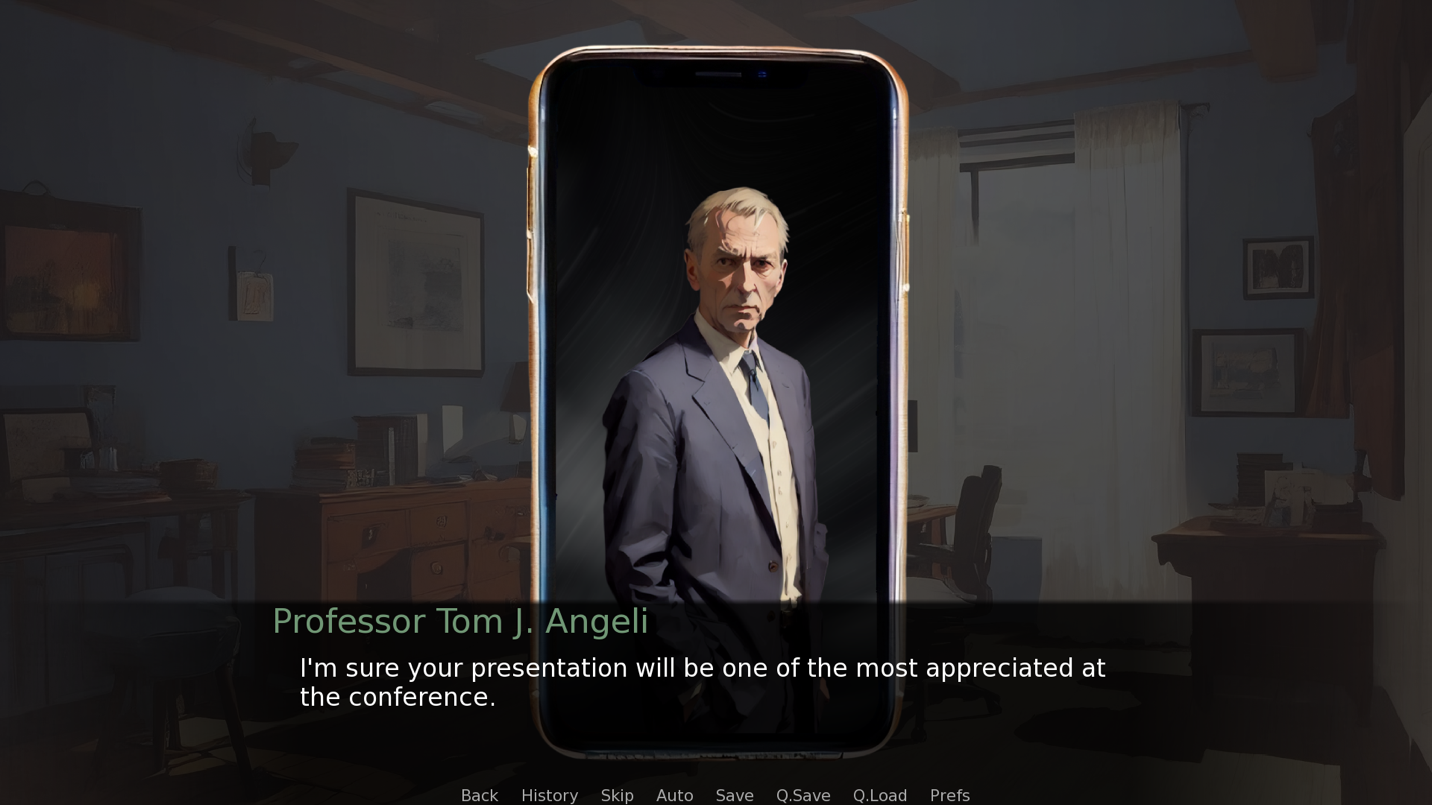 Professor Tom J. Angeli
I'm sure your presentation will be one of the most appreciated at
the conference.
Back History Skip Auto Save Q.Save Q.Load Prefs